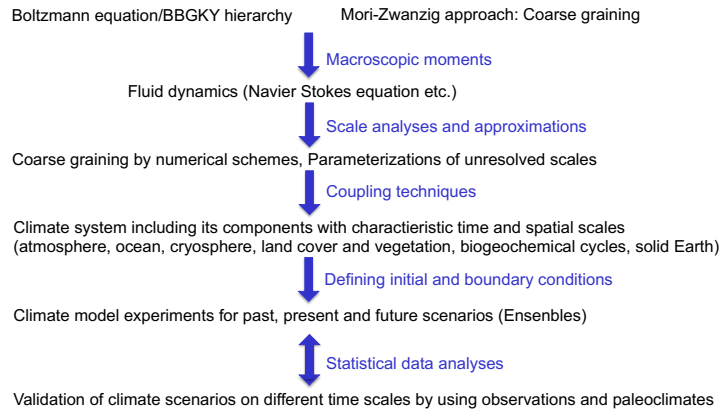 Boltzmann equation/BBGKY hierarchy    Mori-Zwanzig approach: Coarse graining
Macroscopic moments
Fluid dynamics (Navier Stokes equation etc.)
Scale analyses and approximations
Coarse graining by numerical schemes, Parameterizations of unresolved scales
Coupling techniques
Climate system including its components with charactieristic time and spatial scales
(atmosphere, ocean, cryosphere, land cover and vegetation, biogeochemical cycles, solid Earth)
Defining initial and boundary conditions
Climate model experiments for past, present and future scenarios (Ensenbles)
Statistical data analyses
Validation of climate scenarios on different time scales by using observations and paleoclimates